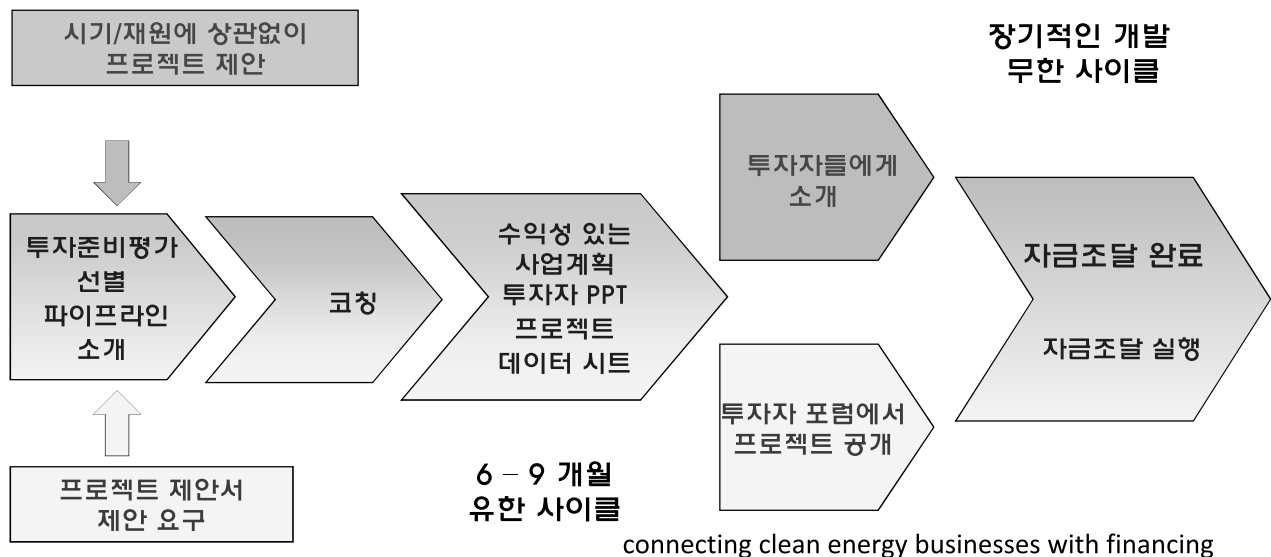 시기/재원에 상관없이
프로젝트 제안
장기적인 개발
무한 사이클
투자준비평가
선별
파이프라인
소개
코칭
수익성 있는
사업계획
투자자 PPT
프로젝트
데이터 시트
투자자들에게
소개
투자자 포럼에서
프로젝트 공개
자금조달 완료
자금조달 실행
프로젝트 제안서
제안 요구
6 – 9 개월
유한 사이클
connecting clean energy businesses with financing